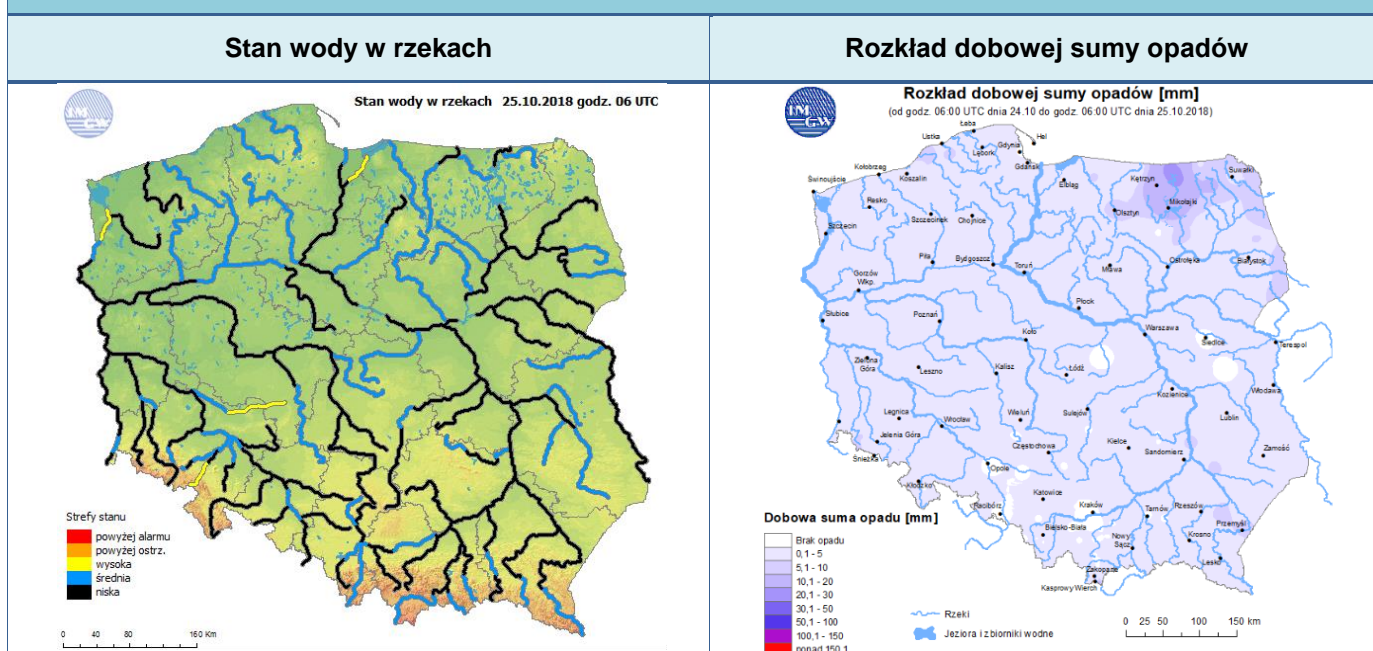 Stan wody w rzekach
Rozkład dobowej sumy opadów
IM
GW
Stan wody w rzekach 25.10.2018 godz. 06 UTC
Strefy stanu
powyżej alarmu
powyżej ostrz.
wysoka
średnia
niska
0 40 80 160 Km
IM
GW
Rozkład dobowej sumy opadów [mm]
(od godz. 06:00 UTC dnia 24.10 do godz. 06:00 UTC dnia 25.10.2018)
Łeba
Ustka
Hel
Lębork
Gdynia
Gdańsk
Kołobrzeg
Koszalin
Elbląg
Kętrzyn
Suwałki
Świnoujście
Resko
Mikołajki
Olsztyn
Szczecinek
Chojnice
Szczecin
Piła
Bydgoszcz
Toruń
Mława
Ostrołęka
Białystok
Gorzów
Wlkp.
Płock
Słubice
Poznań
Koło
Warszawa
Siedlce
Terespol
Zielona
Góra
Leszno
Kalisz
Łódź
Kozienice
Włodawa
Legnica
Wrocław
Wieluń
Sulejów
Lublin
Jelenia Góra
Częstochowa
Kielce
Sandomierz
Zamość
Śnieżka
Opole
Kłodzko
Katowice
Racibórz
Kraków
Tarnów
Rzeszów
Bielsko-Biała
Przemyśl
Nowy
Sącz
Krosno
Lesko
Zakopane
Kasprowy Wierch
Dobowa suma opadu [mm]
Brak opadu
0,1 - 5
5,1 - 10
10,1 - 20
20,1 - 30
30,1 - 50
50,1 - 100
100,1 - 150
ponad 150,1
Rzeki
Jeziora i zbiorniki wodne
0 25 50 100 150 km